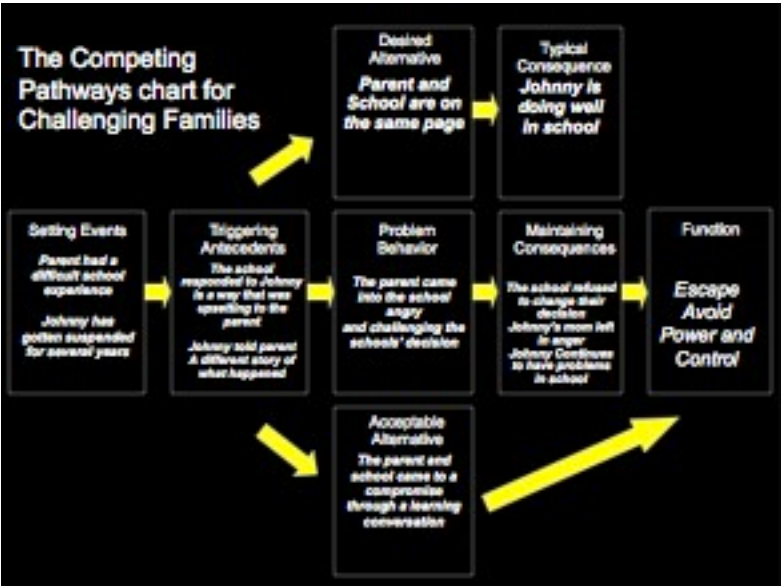 The Competing
Pathways chart for
Challenging Families
Desired
Alternative
Parent and
School are on
the same page
Typical
Consequence
Johnny is
doing well
in school
Setting Events
Parent had a
difficult school
experience
Johnny has
gotten suspended
for several years
Triggering
Antecedents
The school
responded to Johnny
is a way that was
upsetting to the
parent
Johnny told parent
A different story of
what happened
Problem
Behavior
The parent came
into the school
angry
and challenging the
schools' decision
Maintaining
Consequences
The school refused
to change their
decision
Johnny's mom left
in anger
Johnny Continues
to have problems
in school
Function
Escape
Avoid
Power and
Control
Acceptable
Alternative
The parent and
school came to a
compromise
through a learning
conversation